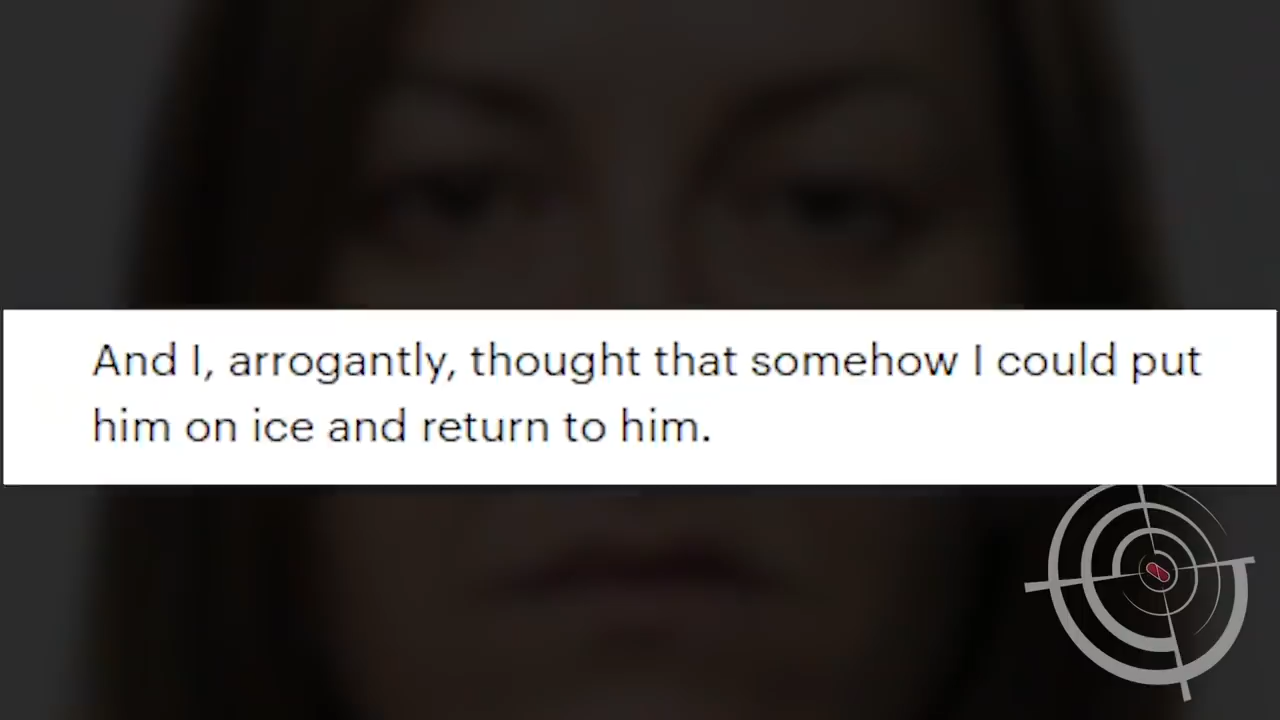 And I, arrogantly, thought that somehow I could put
him on ice and return to him.